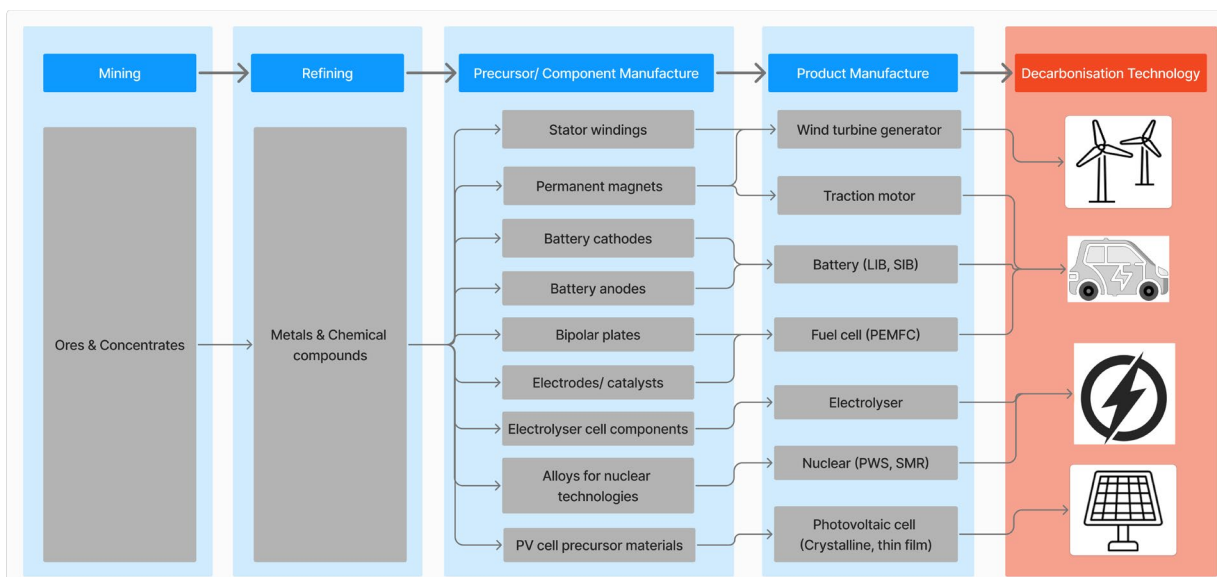 Mining
Refining
Precursor/ Component Manufacture
Product Manufacture
Decarbonisation Technology
Ores & Concentrates
Metals & Chemical
compounds
Stator windings
Permanent magnets
Battery cathodes
Battery anodes
Bipolar plates
Electrodes/ catalysts
Electrolyser cell components
Alloys for nuclear
technologies
PV cell precursor materials
Wind turbine generator
Traction motor
Battery (LIB, SIB)
Fuel cell (PEMFC)
Electrolyser
Nuclear (PWS, SMR)
Photovoltaic cell
(Crystalline, thin film)